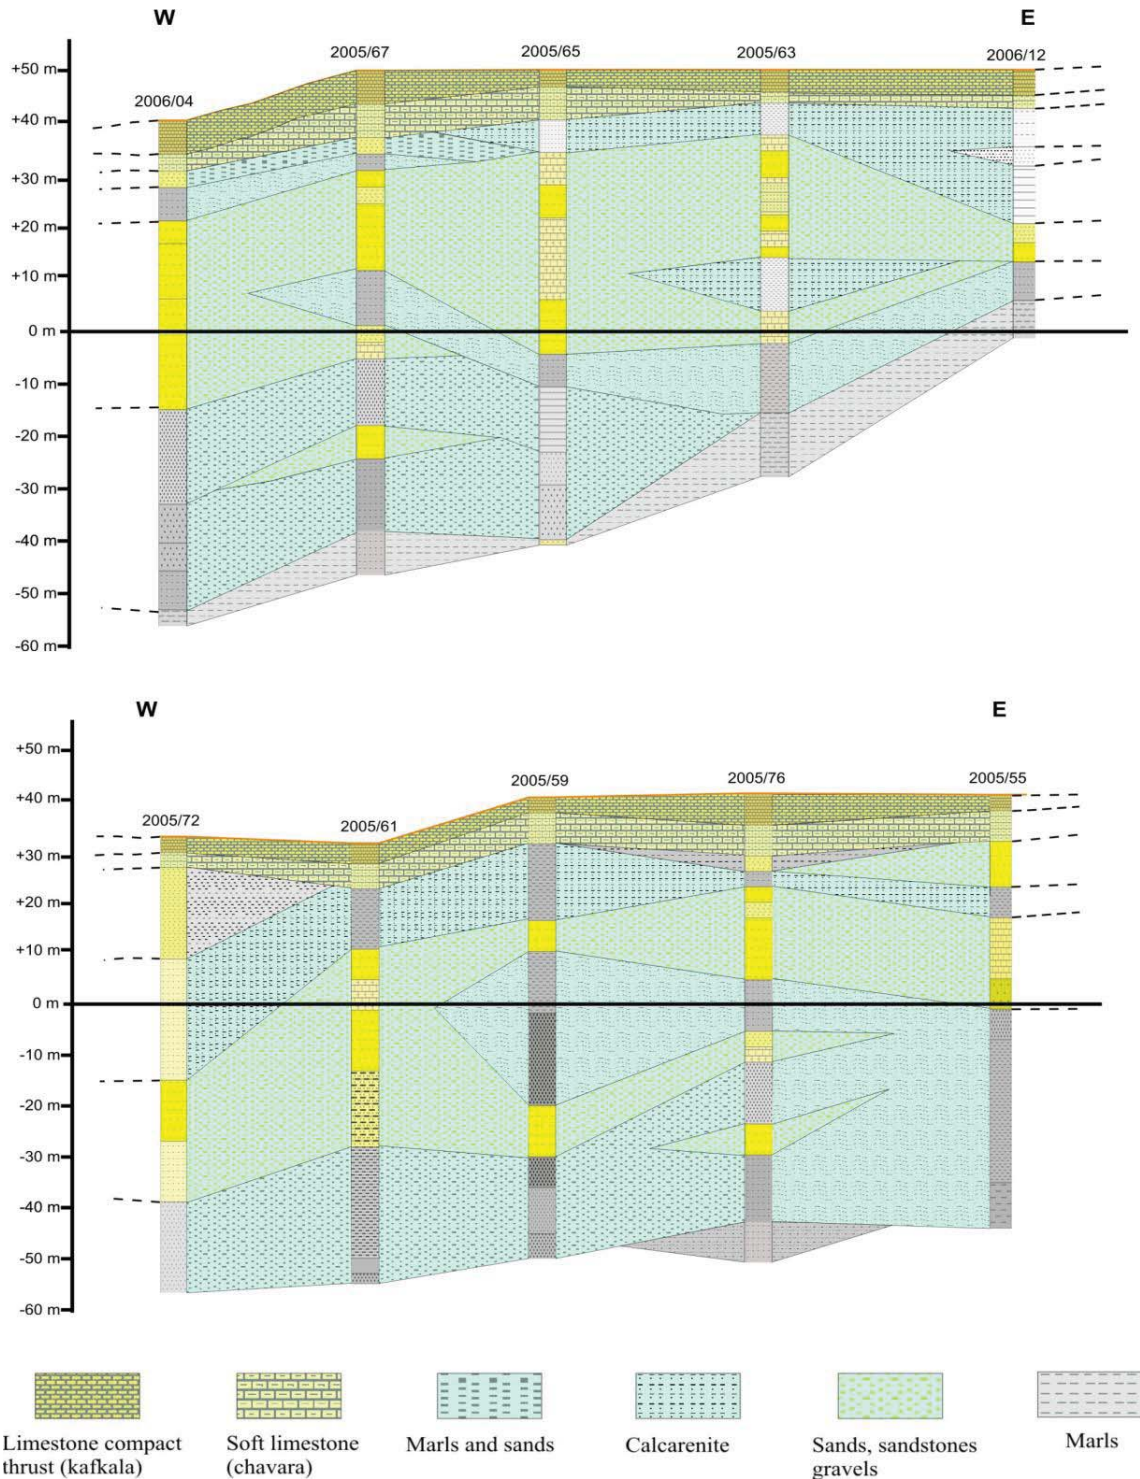 W E
2005/67 2005/65 2005/63 2006/12
2006/04
+50 m
+40 m
+30 m
+20 m
+10 m
0 m
-10 m
-20 m
-30 m
-40 m
-50 m
-60 m
W E
2005/72 2005/61 2005/59 2005/76 2005/55
+50 m
+40 m
+30 m
+20 m
+10 m
0 m
-10 m
-20 m
-30 m
-40 m
-50 m
-60 m
Limestone compact
thrust (kafkala)
Soft limestone
(chavara)
Marls and sands
Calcarenite
Sands, sandstones
gravels
Marls